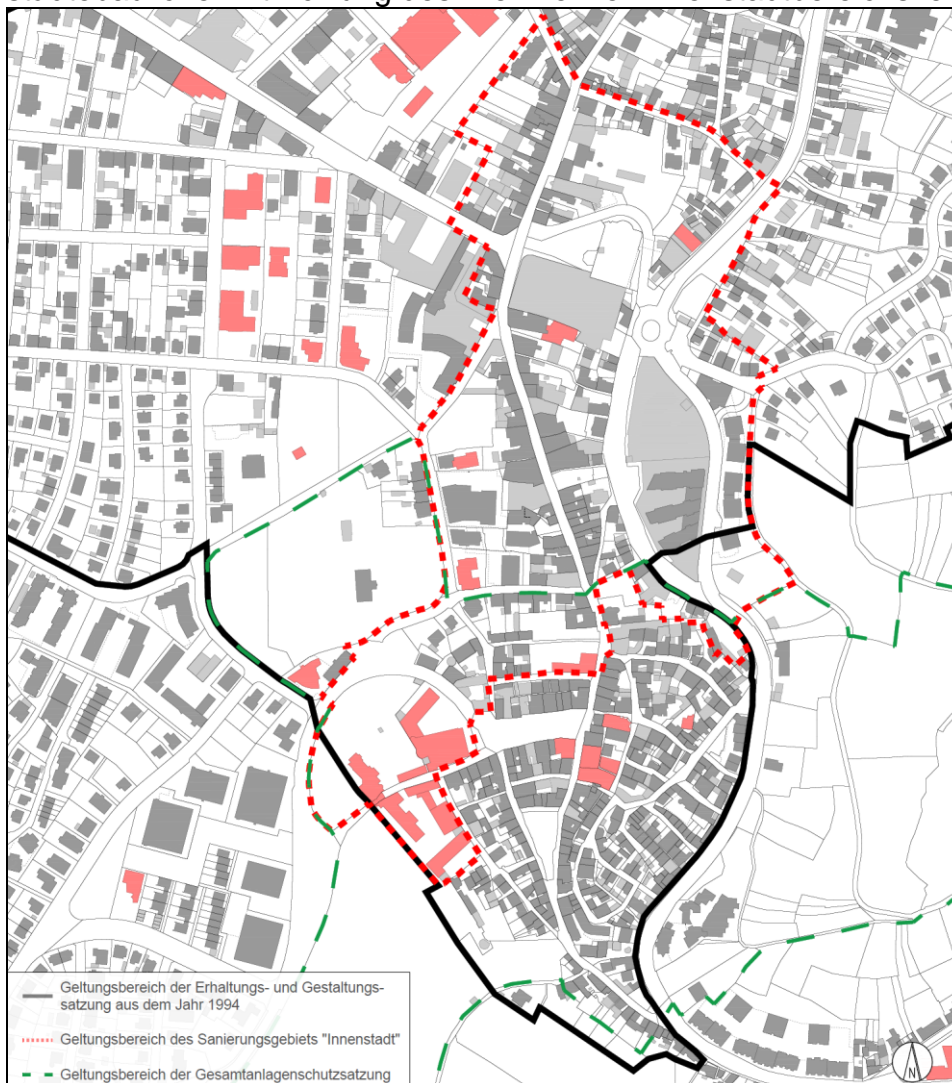 Geltungsbereich der Erhaltungs- und Gestaltungs-
satzung aus dem Jahr 1994
Geltungsbereich des Sanierungsgebiets "Innenstadt"
Geltungsbereich der Gesamtanlagenschutzsatzung
N